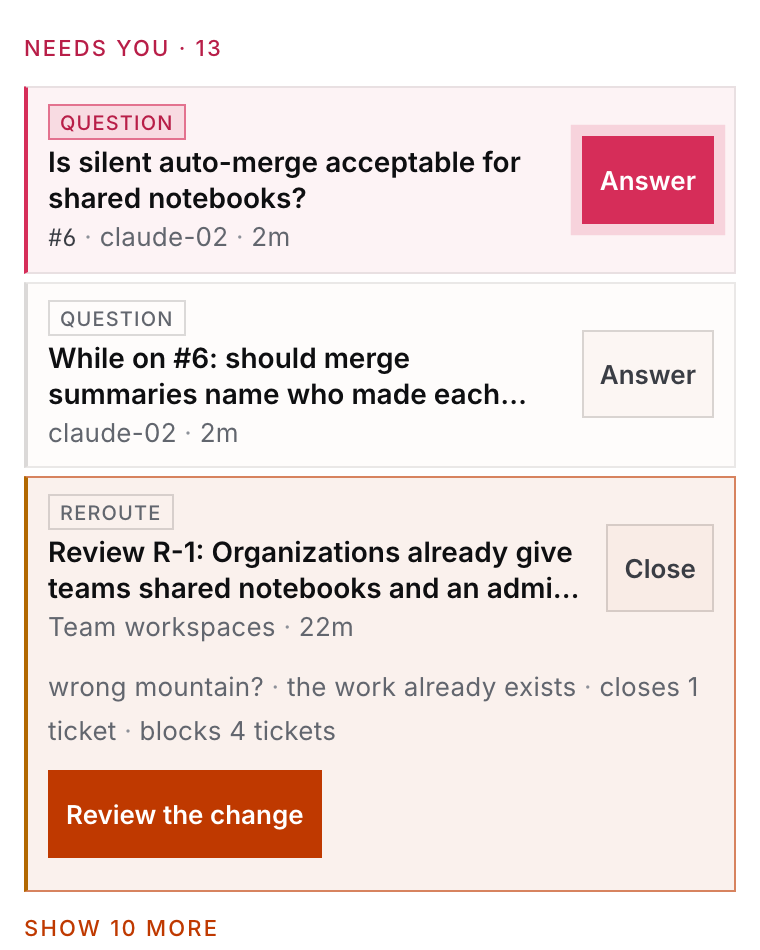 NEEDS YOU · 13
QUESTION
Is silent auto-merge acceptable for
shared notebooks?
#6 · claude-02 · 2m
Answer
QUESTION
While on #6: should merge
summaries name who made each...
claude-02 · 2m
Answer
REROUTE
Review R-1: Organizations already give
teams shared notebooks and an admi...
Team workspaces · 22m
Close
wrong mountain? · the work already exists · closes 1
ticket · blocks 4 tickets
Review the change
SHOW 10 MORE